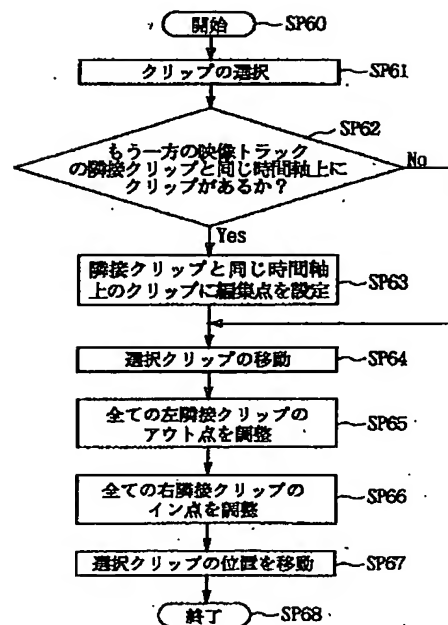 開始
SP60
クリップの選択
SP61
SP62
もう一方の映像トラック
の隣接クリップと同じ時間軸上に
クリップがあるか?
No
Yes
隣接クリップと同じ時間軸
上のクリップに編集点を設定
SP63
選択クリップの移動
SP64
全ての左隣接クリップの
アウト点を調整
SP65
全ての右隣接クリップの
イン点を調整
SP66
選択クリップの位置を移動
SP67
終了
SP68